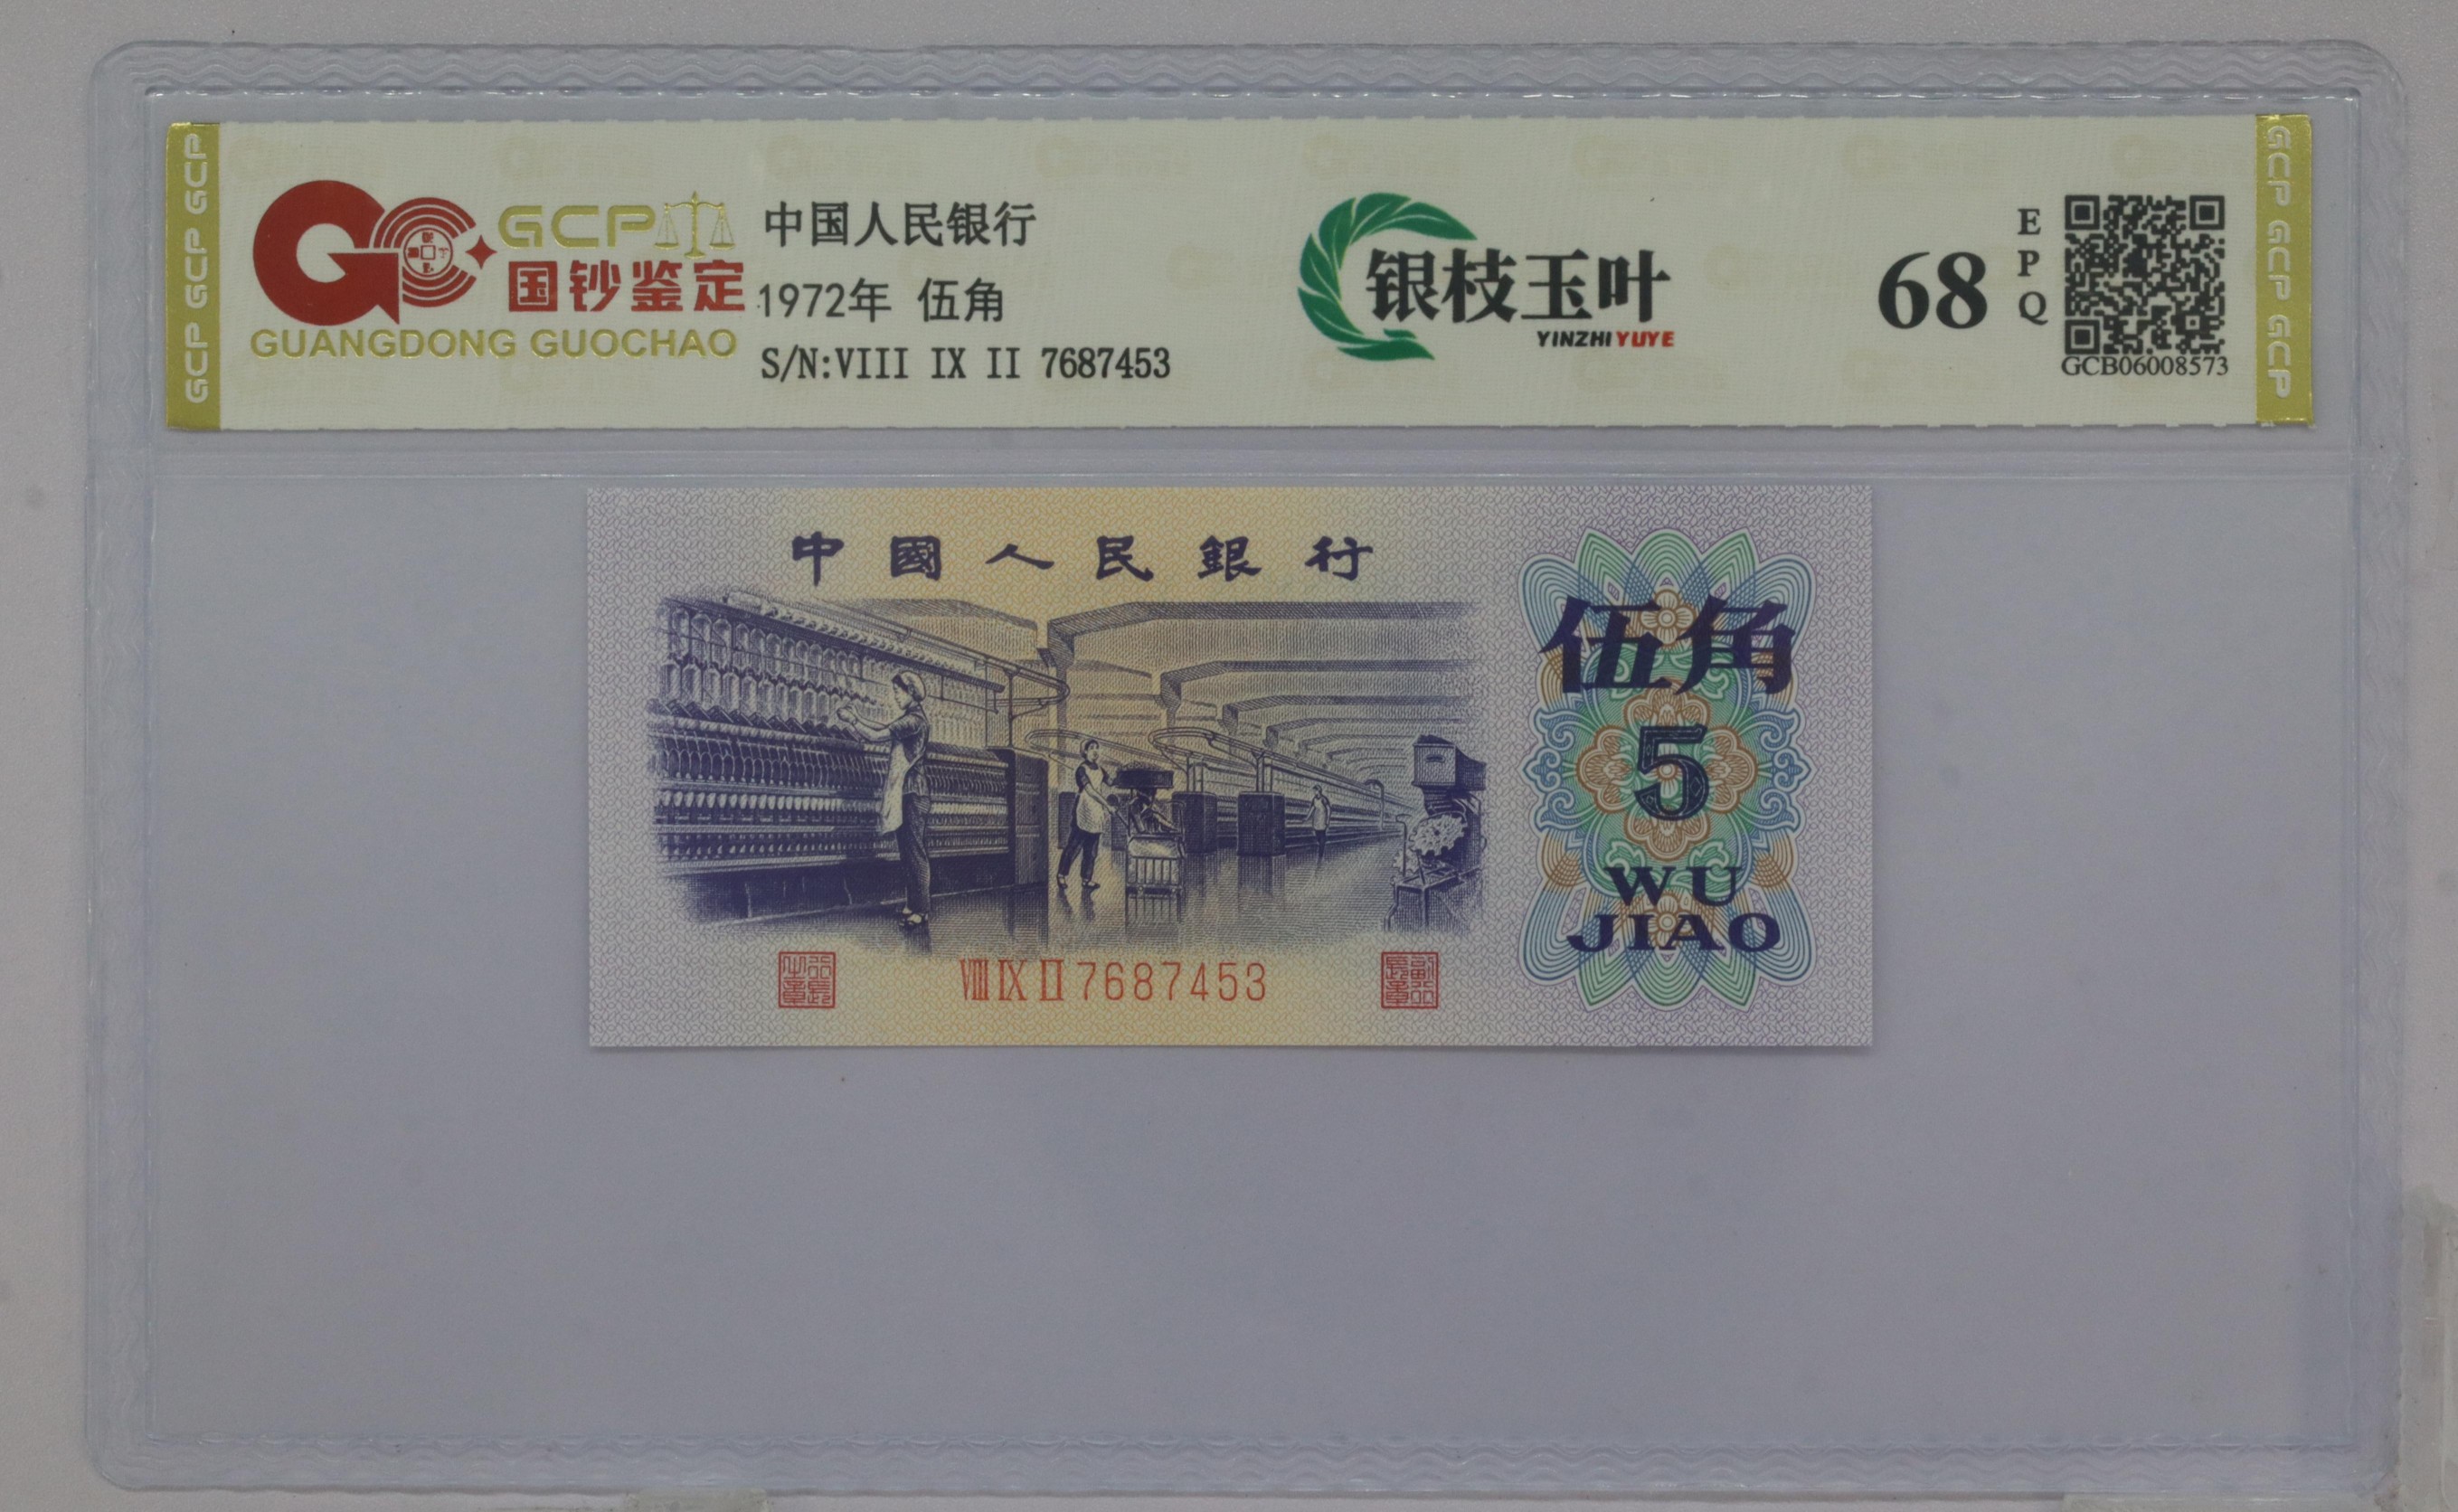 GCP GCP GCP
GCP
国钞鉴定
GUANGDONG GUOCHAO
中国人民银行
1972年 伍角
S/N:VIII IX II 7687453
银枝玉叶
YINZHI YUYE
68
EPQ
GCB06008573
GCP GCP GCP
中國人民銀行
伍角
5
WU
JIAO
VIII IX II 7687453